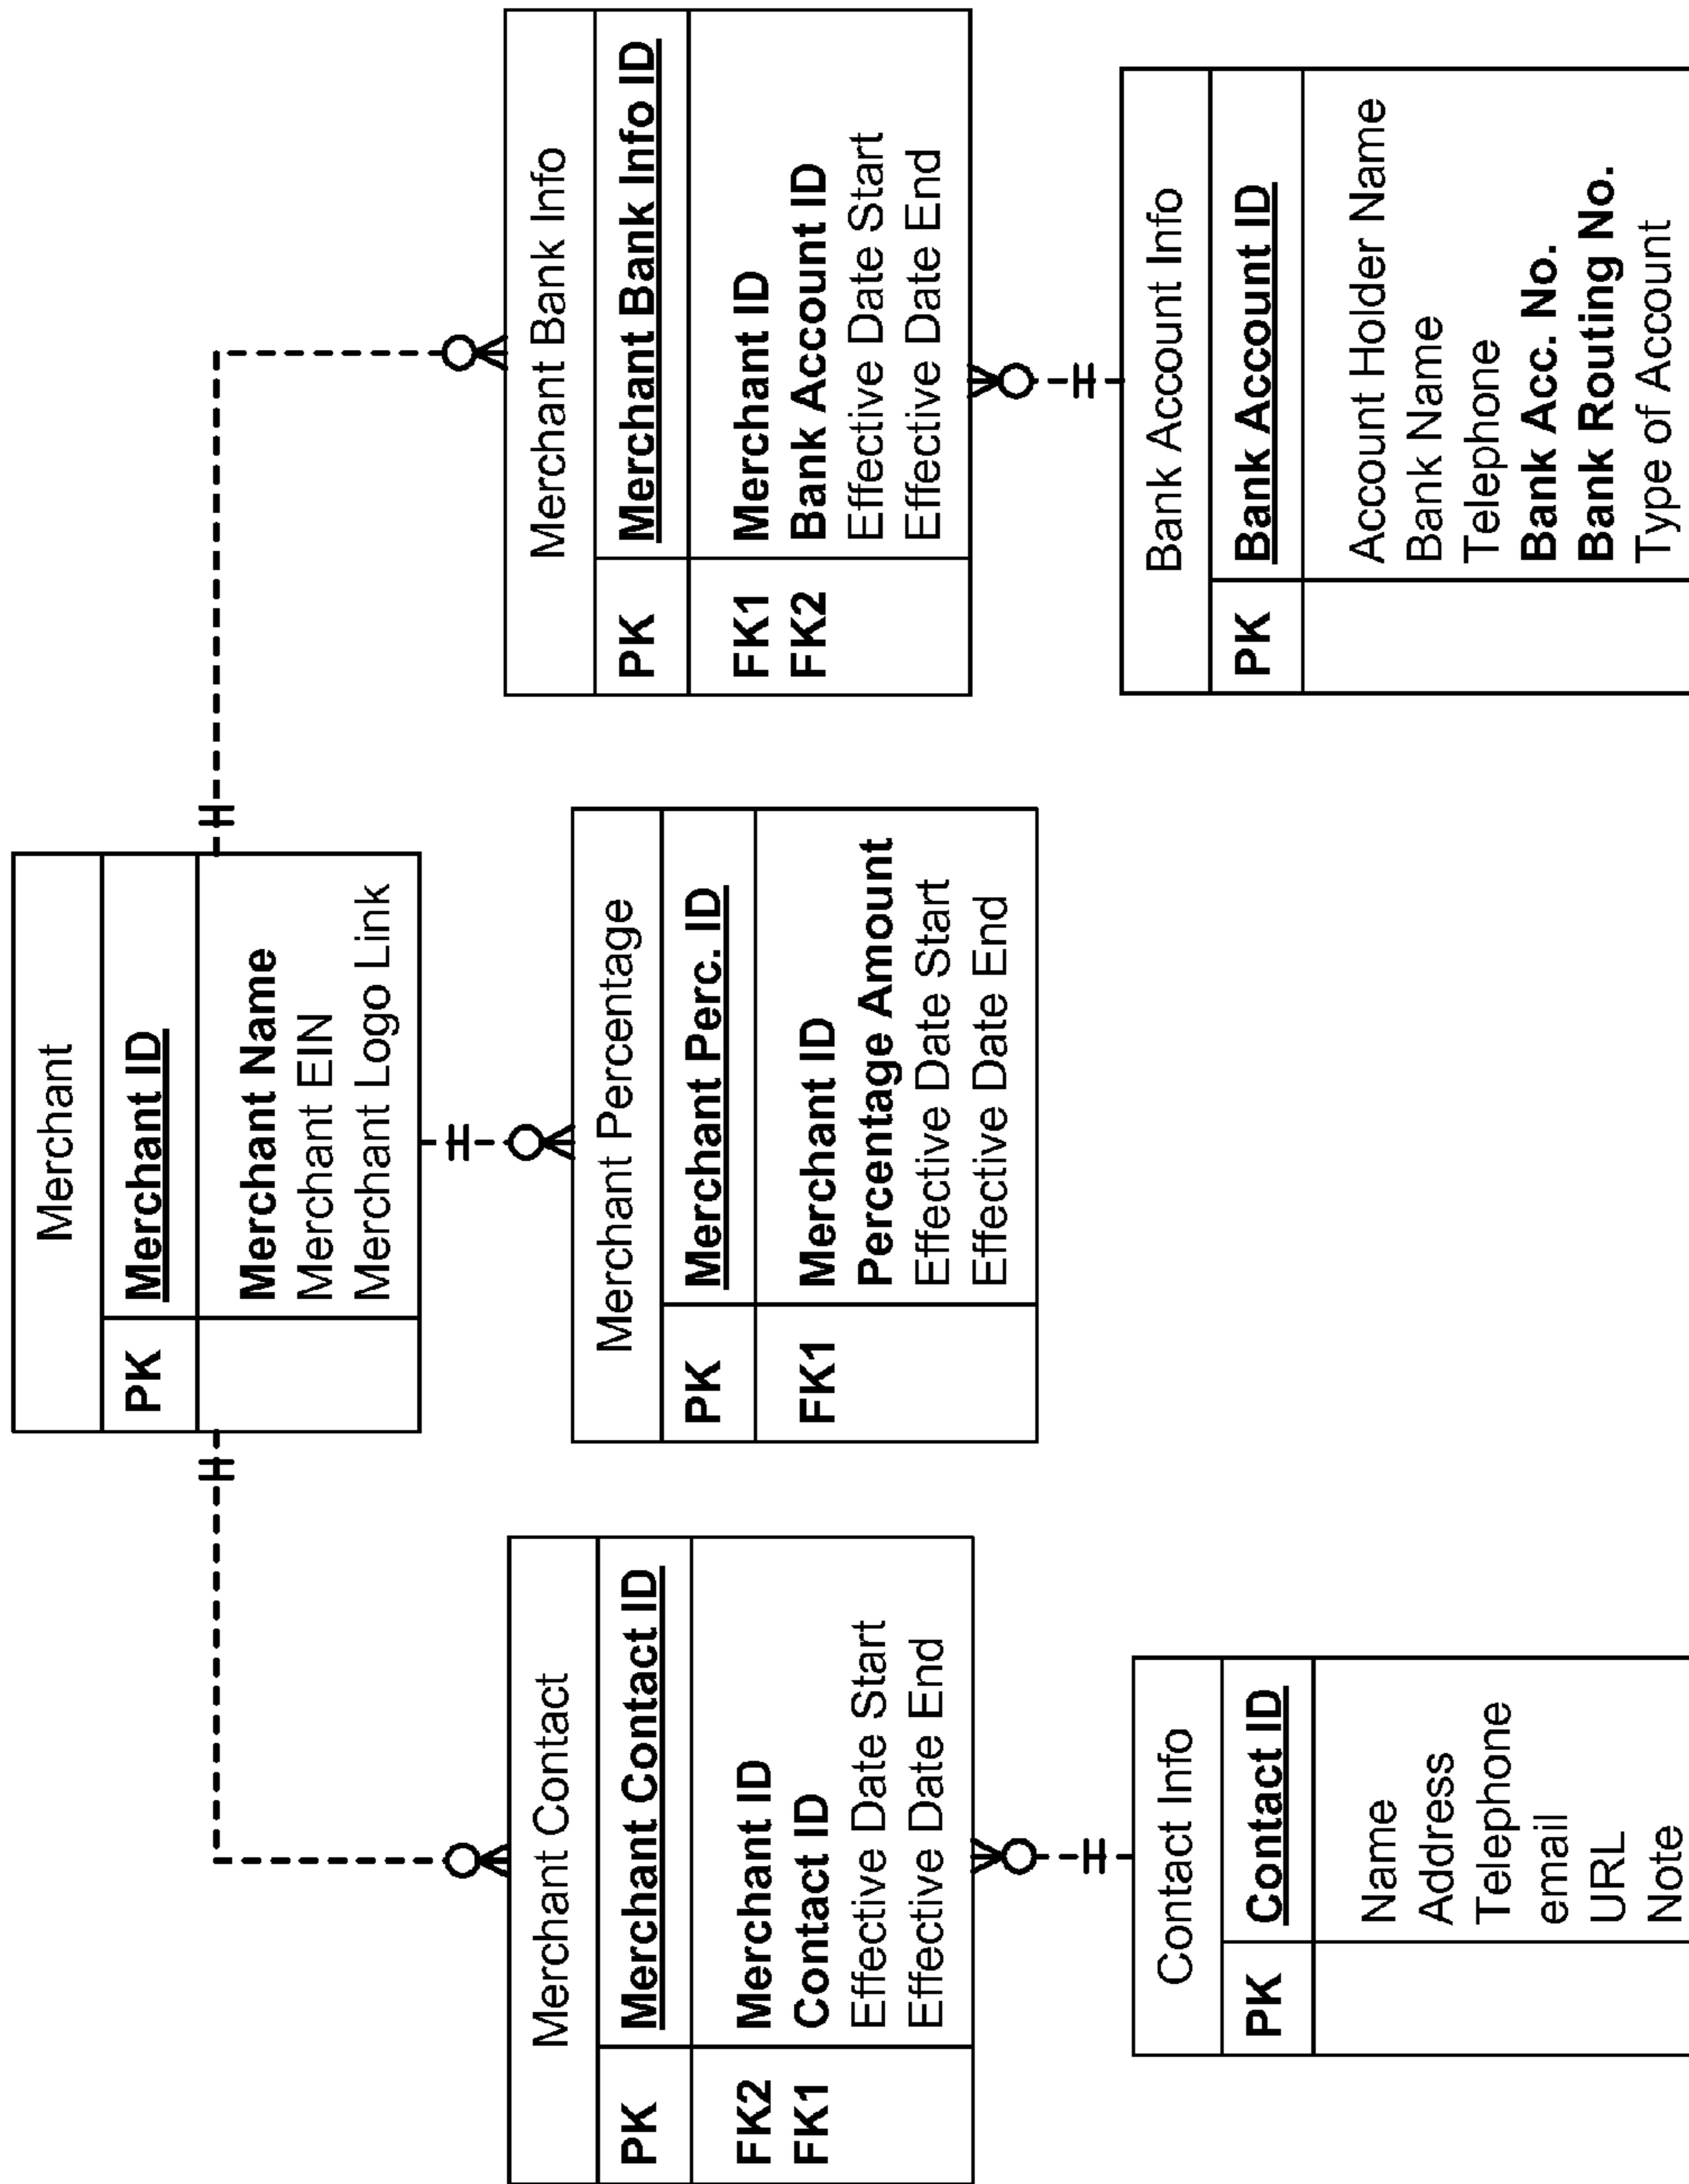 Merchant
PK Merchant ID
Merchant Name
Merchant EIN
Merchant Logo Link
Merchant Contact
PK Merchant Contact ID
FK2 Merchant ID
FK1 Contact ID
Effective Date Start
Effective Date End
Merchant Percentage
PK Merchant Perc. ID
FK1 Merchant ID
Percentage Amount
Effective Date Start
Effective Date End
Merchant Bank Info
PK Merchant Bank Info ID
FK1 Merchant ID
FK2 Bank Account ID
Effective Date Start
Effective Date End
Contact Info
PK Contact ID
Name
Address
Telephone
email
URL
Note
Bank Account Info
PK Bank Account ID
Account Holder Name
Bank Name
Telephone
Bank Acc. No.
Bank Routing No.
Type of Account